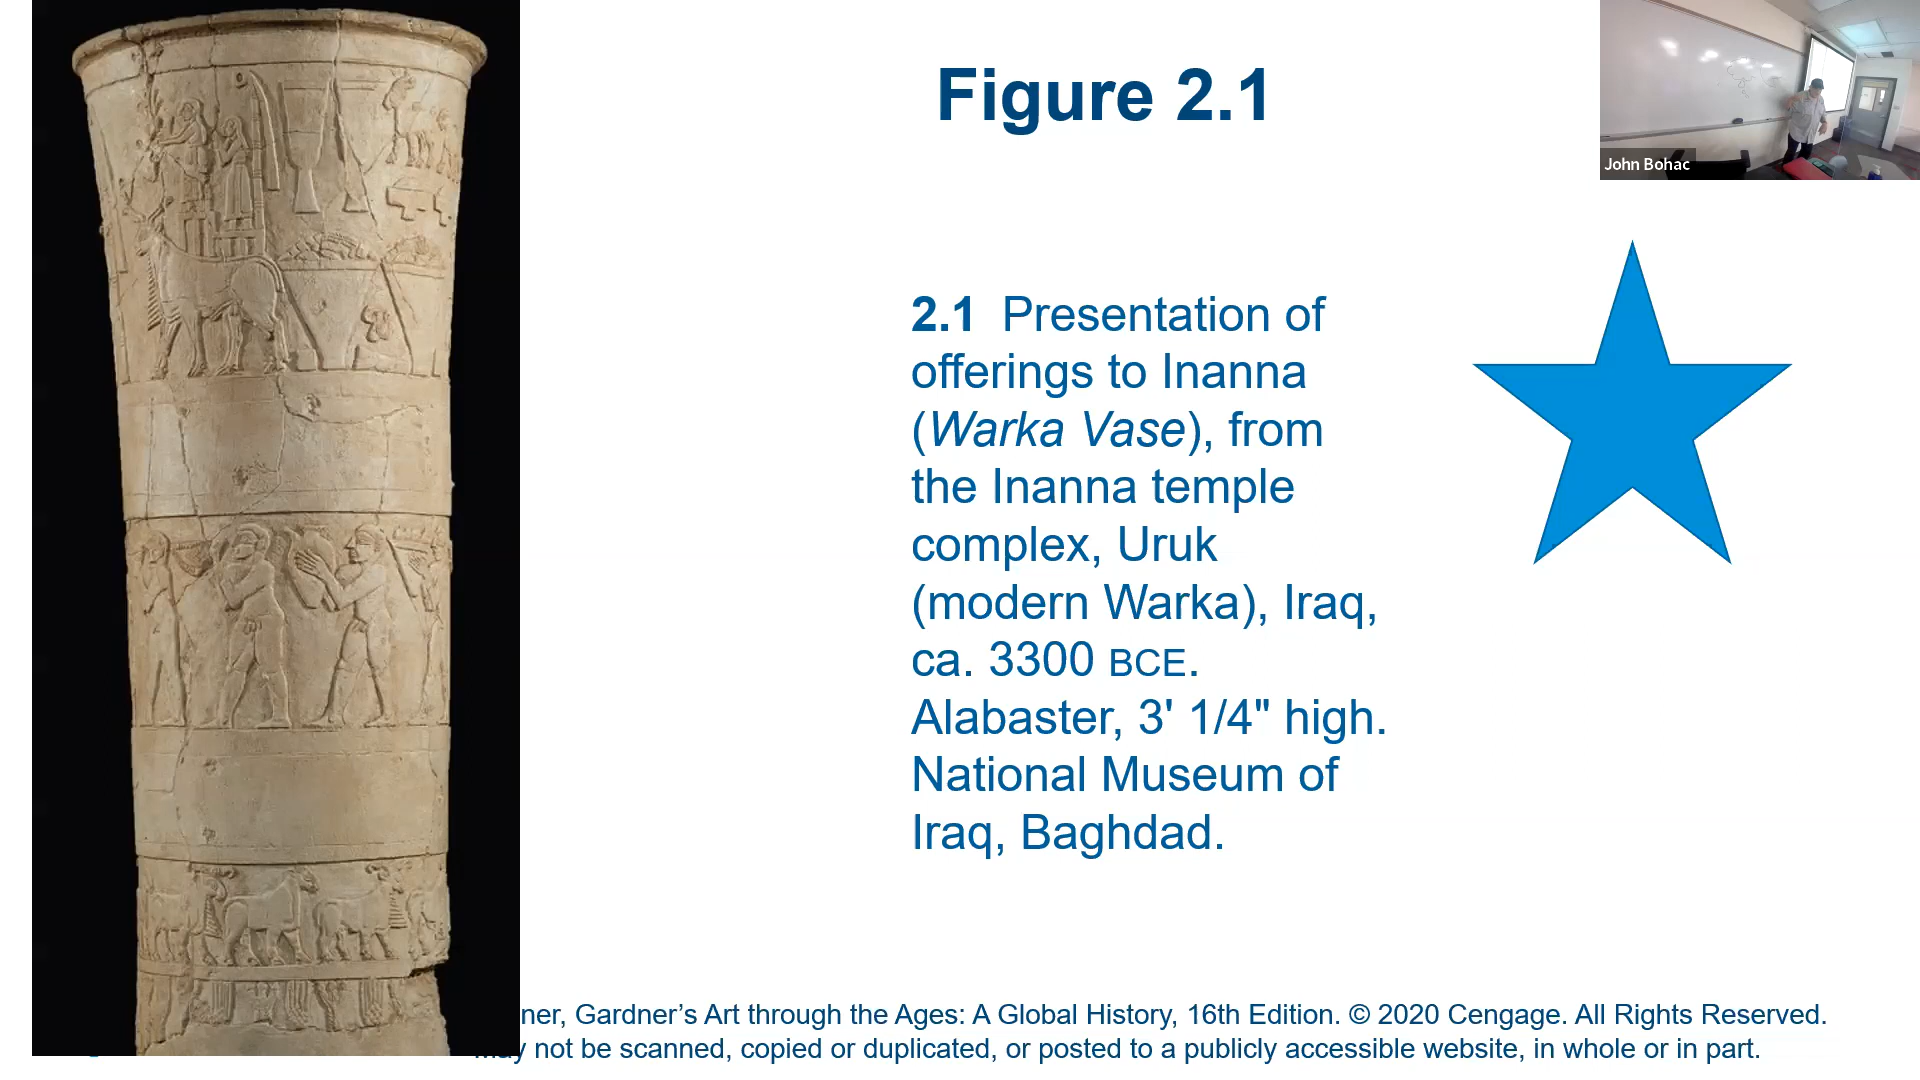 Figure 2.1
John Bohac
2.1 Presentation of
offerings to Inanna
(Warka Vase), from
the Inanna temple
complex, Uruk
(modern Warka), Iraq,
ca. 3300 BCE.
Alabaster, 3' 1/4" high.
National Museum of
Iraq, Baghdad.
ner, Gardner’s Art through the Ages: A Global History, 16th Edition. © 2020 Cengage. All Rights Reserved.
may not be scanned, copied or duplicated, or posted to a publicly accessible website, in whole or in part.